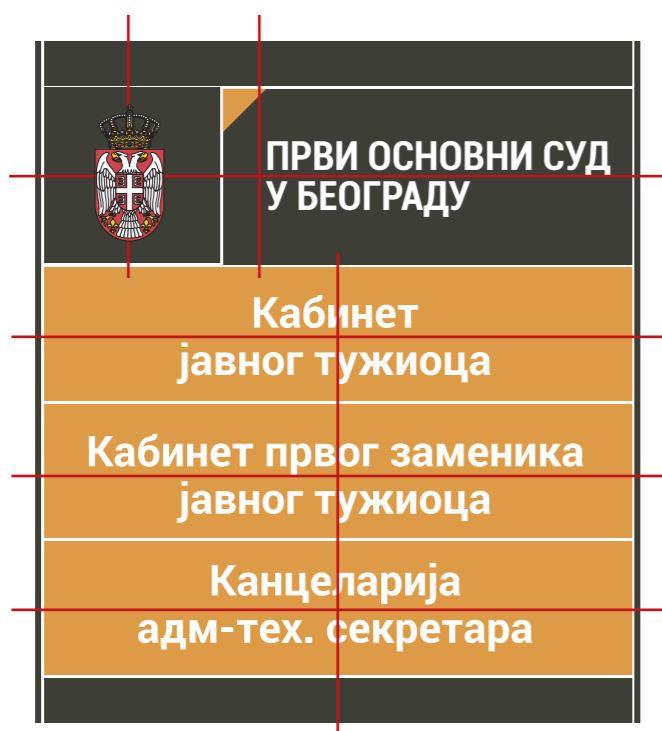 ПРВИ ОСНОВНИ СУД
У БЕОГРАДУ
Кабинет
јавног тужиоца
Кабинет првог заменика
јавног тужиоца
Канцеларија
адм-тех. секретара